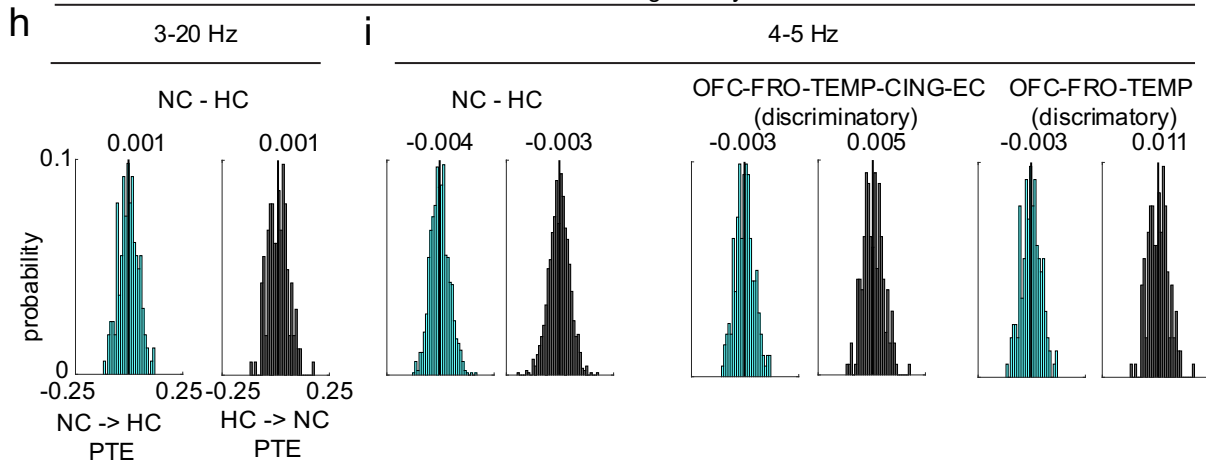 h
3-20 Hz
i
4-5 Hz
NC - HC
NC - HC
OFC-FRO-TEMP-CING-EC
(discriminatory)
OFC-FRO-TEMP
(discrimatory)
0.001
0.001
-0.004
-0.003
-0.003
0.005
-0.003
0.011
0.1
probability
0
-0.25
0.25
-0.25
0.25
NC -> HC
PTE
HC -> NC
PTE